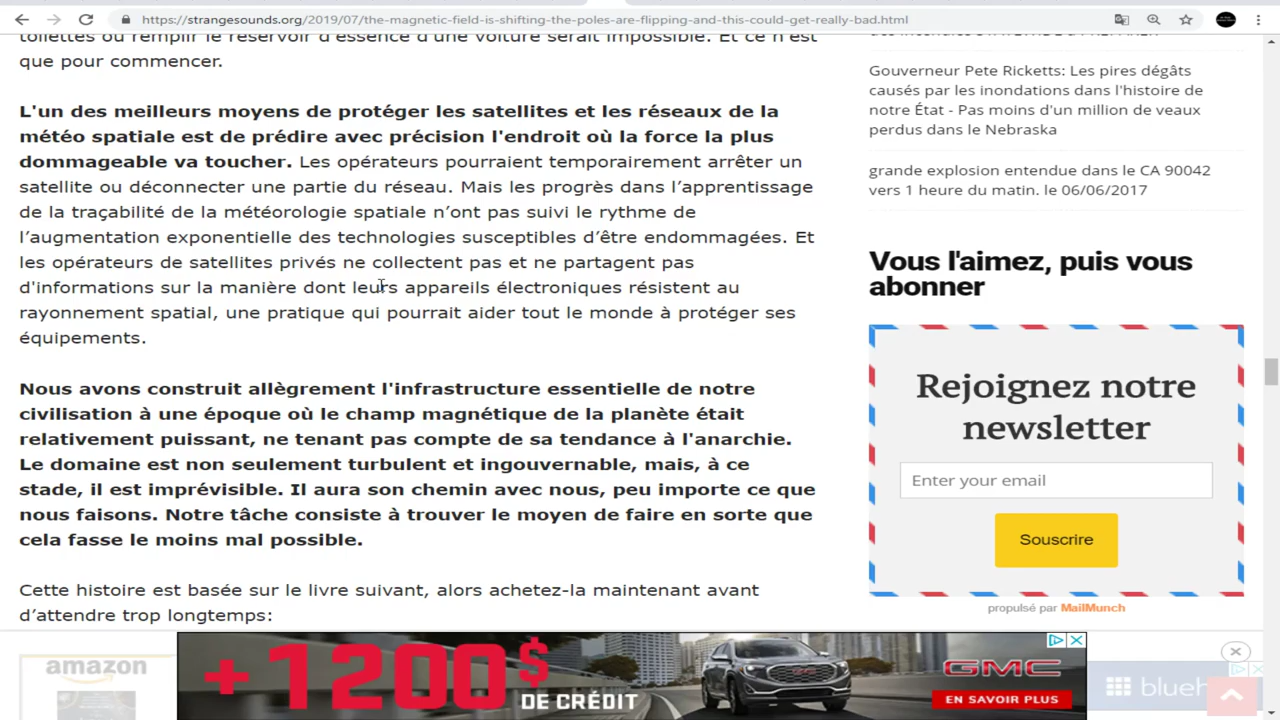 https://strangesounds.org/2019/07/the-magnetic-field-is-shifting-the-poles-are-flipping-and-this-could-get-really-bad.html
toilettes ou remplir le réservoir d'essence d'une voiture serait impossible. Et ce n'est
que pour commencer.
L'un des meilleurs moyens de protéger les satellites et les réseaux de la
météo spatiale est de prédire avec précision l'endroit où la force la plus
dommageable va toucher. Les opérateurs pourraient temporairement arrêter un
satellite ou déconnecter une partie du réseau. Mais les progrès dans l’apprentissage
de la traçabilité de la météorologie spatiale n’ont pas suivi le rythme de
l’augmentation exponentielle des technologies susceptibles d’être endommagées. Et
les opérateurs de satellites privés ne collectent pas et ne partagent pas
d'informations sur la manière dont leurs appareils électroniques résistent au
rayonnement spatial, une pratique qui pourrait aider tout le monde à protéger ses
équipements.
Nous avons construit allègrement l'infrastructure essentielle de notre
civilisation à une époque où le champ magnétique de la planète était
relativement puissant, ne tenant pas compte de sa tendance à l'anarchie.
Le domaine est non seulement turbulent et ingouvernable, mais, à ce
stade, il est imprévisible. Il aura son chemin avec nous, peu importe ce que
nous faisons. Notre tâche consiste à trouver le moyen de faire en sorte que
cela fasse le moins mal possible.
Cette histoire est basée sur le livre suivant, alors achetez-la maintenant avant
d’attendre trop longtemps:
Gouverneur Pete Ricketts: Les pires dégâts
causés par les inondations dans l'histoire de
notre État - Pas moins d'un million de veaux
perdus dans le Nebraska
grande explosion entendue dans le CA 90042
vers 1 heure du matin. le 06/06/2017
Vous l'aimez, puis vous
abonner
Rejoignez notre
newsletter
Enter your email
Souscrire
propulsé par MailMunch
amazon
+1200$
DE CRÉDIT
GMC
EN SAVOIR PLUS
blueh